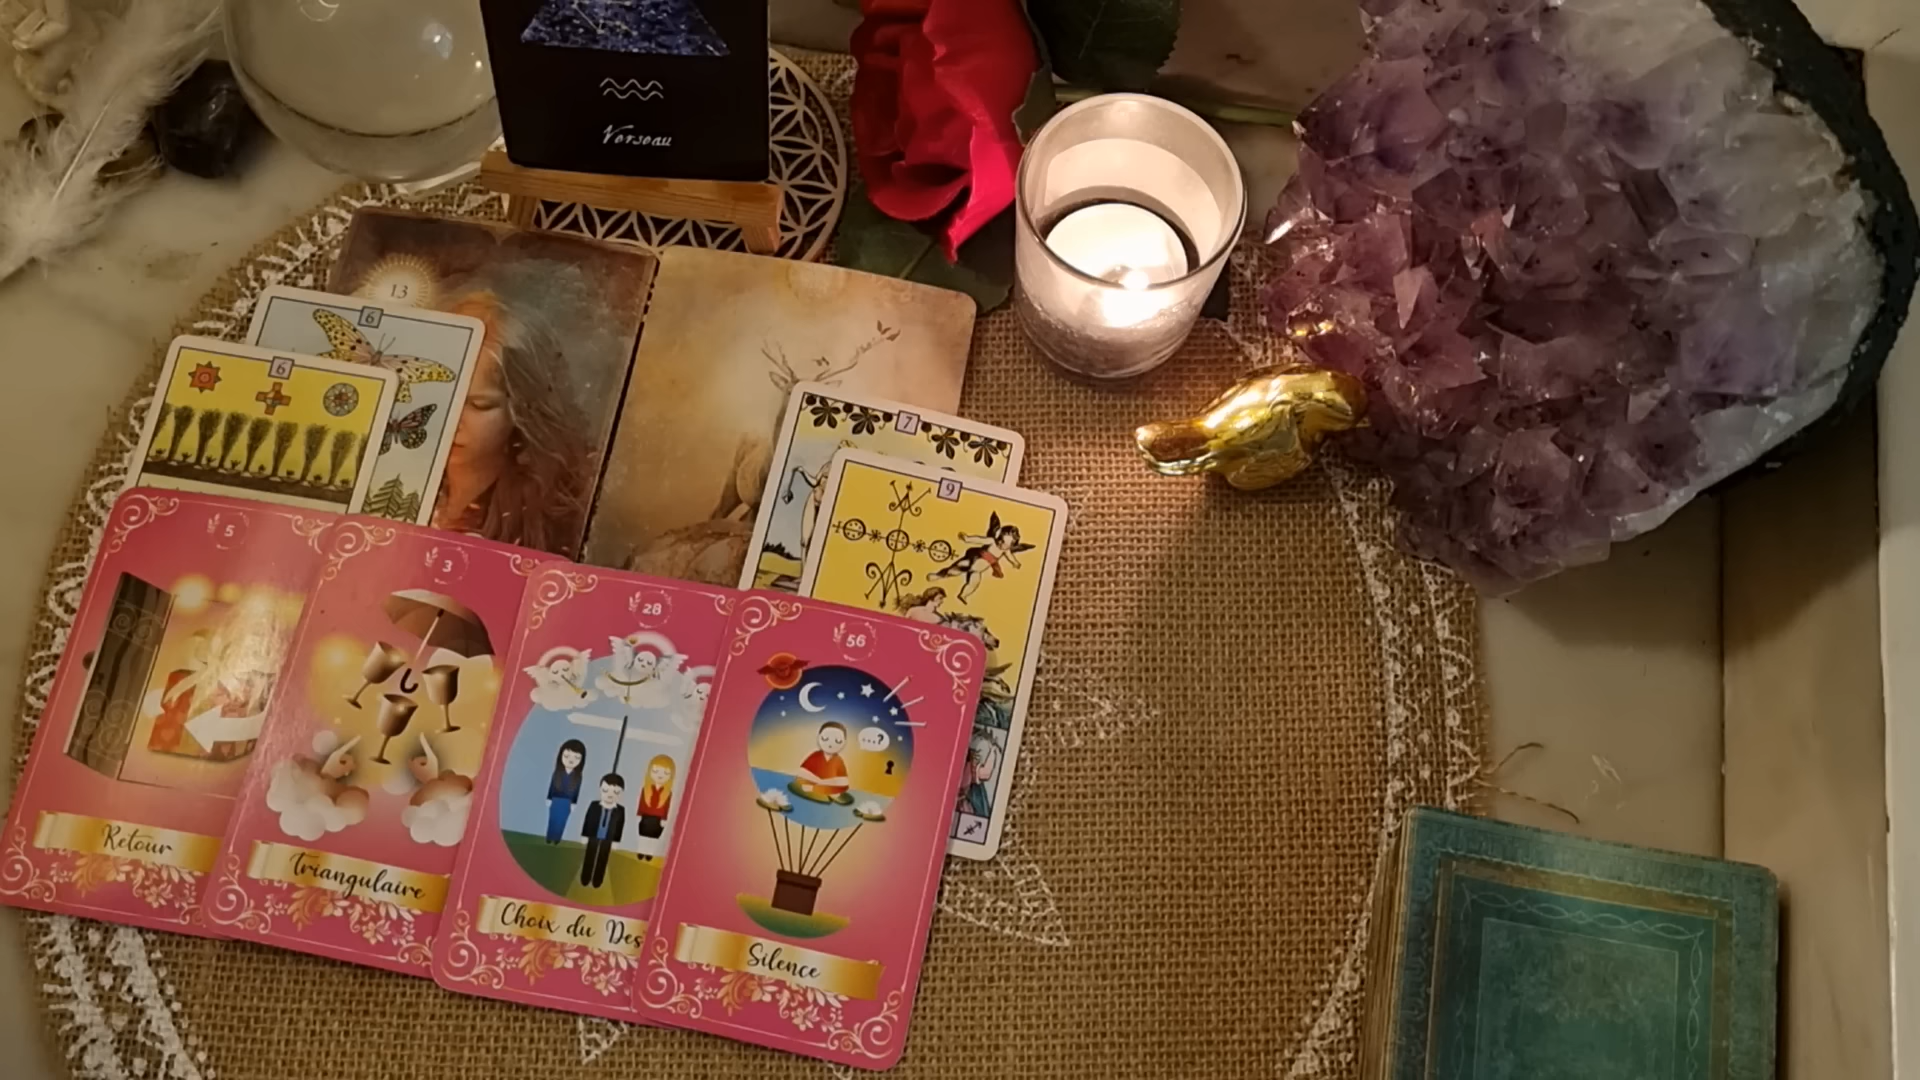 Verseau
13
6
6
7
9
5
Retour
3
Triangulaire
28
Choix du Des
56
...?
Silence